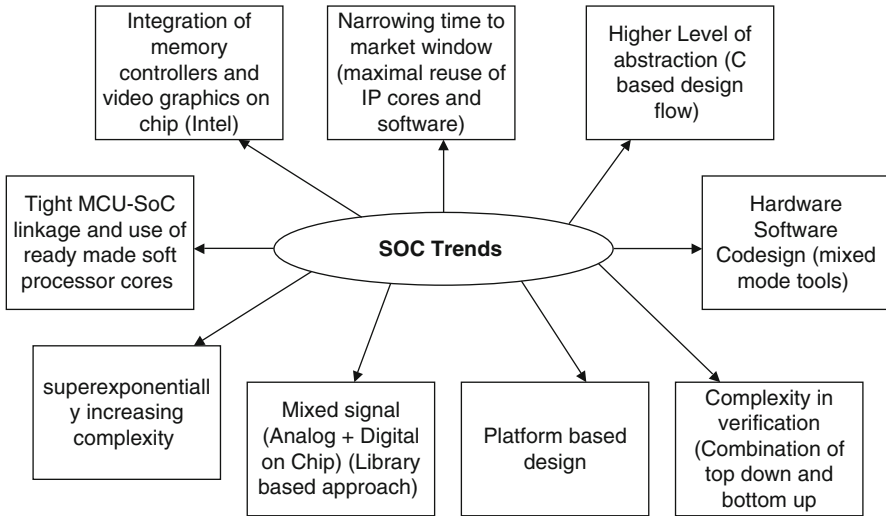 Integration of
memory
controllers and
video graphics on
chip (Intel)
Narrowing time to
market window
(maximal reuse of
IP cores and
software)
Higher Level of
abstraction (C
based design
flow)
Tight MCU-SoC
linkage and use of
ready made soft
processor cores
SOC Trends
Hardware
Software
Codesign (mixed
mode tools)
superexponentiall
y increasing
complexity
Mixed signal
(Analog + Digital
on Chip) (Library
based approach)
Platform based
design
Complexity in
verification
(Combination of
top down and
bottom up